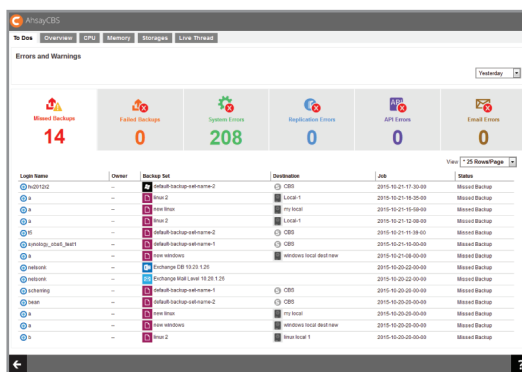 AhsayCBS
To Dos Overview CPU Memory Storages Live Thread
Errors and Warnings
Yesterday
Missed Backups Failed Backups System Errors Replication Errors API Errors Email Errors
14 0 208 0 0 0
View * 25 Rows/Page
Login Name Owner Backup Set Destination Job Status
hv2012r2 -- default-backup-set-name-2 CBS 2015-10-21-17-30-00 Missed Backup
a -- linux 2 Local-1 2015-10-21-16-35-00 Missed Backup
a -- new linux my local 2015-10-21-15-59-00 Missed Backup
a -- linux 2 Local-1 2015-10-21-12-08-00 Missed Backup
-- default-backup-set-name-2 CBS 2015-10-21-11-39-00 Missed Backup
-- default-backup-set-name-1 CBS 2015-10-21-10-00-00 Missed Backup
a -- new windows windows local dest new 2015-10-21-08-00-00 Missed Backup
nelsonk -- Exchange DB 10.20.1.25 2015-10-20-22-00-00 Missed Backup
nelsonk -- Exchange Mail Level 10.20.1.25 2015-10-20-22-00-00 Missed Backup
-- default-backup-set-name-1 CBS 2015-10-20-20-00-00 Missed Backup
bean -- default-backup-set-name-2 CBS 2015-10-20-20-00-00 Missed Backup
a -- new linux my local 2015-10-20-20-00-00 Missed Backup
a -- new windows windows local dest new 2015-10-20-20-00-00 Missed Backup
b -- linux 2 linux local 1 2015-10-20-20-00-00 Missed Backup
?